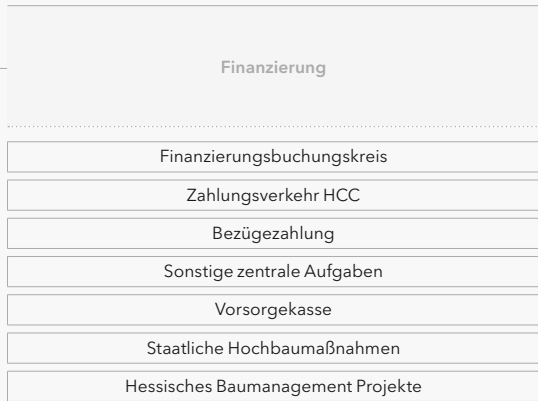 Finanzierung
Finanzierungsbuchungskreis
Zahlungsverkehr HCC
Bezügezahlung
Sonstige zentrale Aufgaben
Vorsorgekasse
Staatliche Hochbaumaßnahmen
Hessisches Baumanagement Projekte